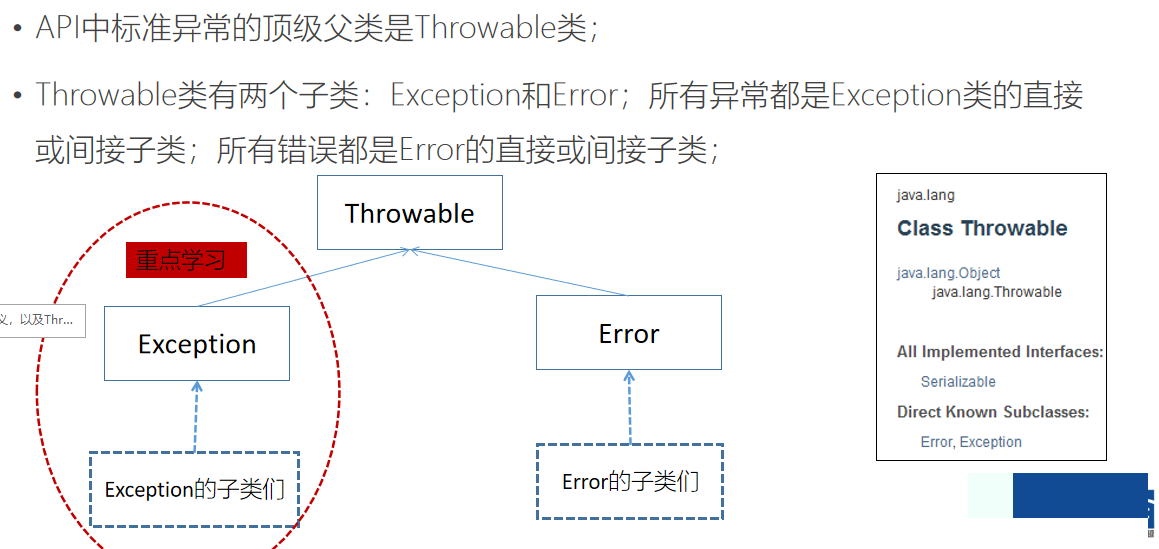 • API中标准异常的顶级父类是Throwable类；
• Throwable类有两个子类：Exception和Error；所有异常都是Exception类的直接
或间接子类；所有错误都是Error的直接或间接子类；
Throwable
重点学习
义，以及Thr...
Exception
Error
Exception的子类们
Error的子类们
java.lang
Class Throwable
java.lang.Object
java.lang.Throwable
All Implemented Interfaces:
Serializable
Direct Known Subclasses:
Error, Exception